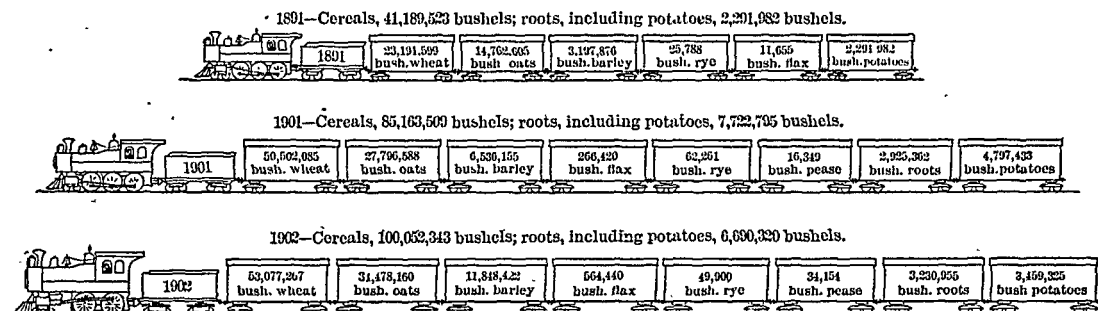 1891—Cereals, 41,189,523 bushels; roots, including potatoes, 2,291,982 bushels.
1891 23,191,599 14,762,605 3,197,876 25,788 11,655 2,291 982
bush. wheat bush oats bush. barley bush. rye bush. flax bush. potatoes
1901—Cereals, 85,163,509 bushels; roots, including potatoes, 7,722,795 bushels.
1901 50,502,085 27,796,588 6,536,155 266,420 62,261 16,349 2,925,362 4,797,433
bush. wheat bush. oats bush. barley bush. flax bush. rye bush. pease bush. roots bush. potatoes
1902—Cereals, 100,052,343 bushels; roots, including potatoes, 6,690,320 bushels.
1902 53,077,267 34,478,160 11,848,422 564,440 49,900 34,154 3,230,995 3,459,325
bush. wheat bush. oats bush. barley bush. flax bush. rye bush. pease bush. roots bush potatoes